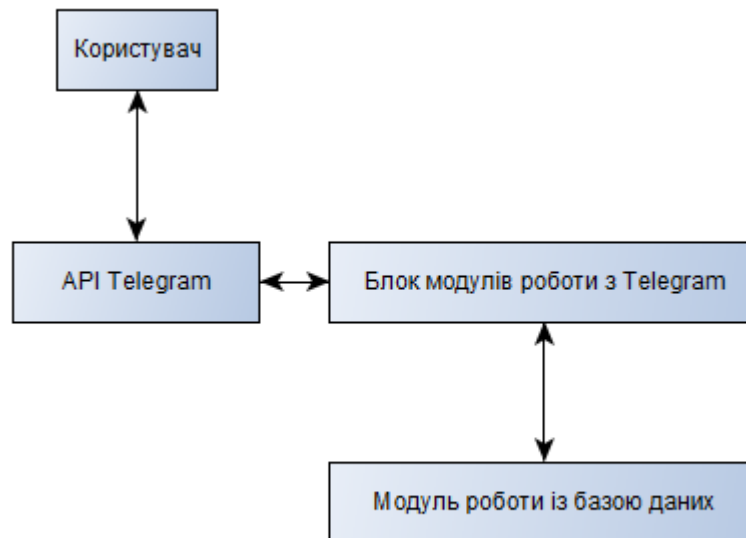 Користувач
API Telegram
Блок модулів роботи з Telegram
Модуль роботи із базою даних